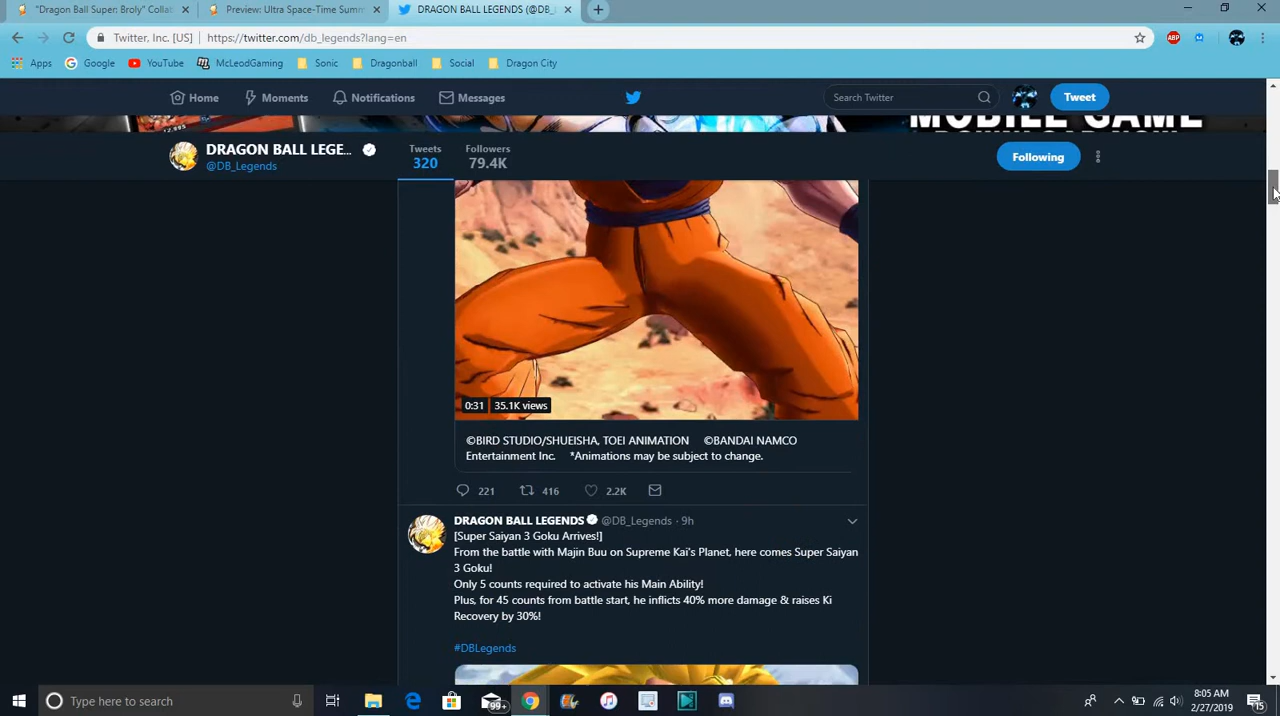 "Dragon Ball Super: Broly" Collab
Preview: Ultra Space-Time Summ
DRAGON BALL LEGENDS (@DB_
Twitter, Inc. [US]
https://twitter.com/db_legends?lang=en
ABP
Apps
Google
YouTube
McLeodGaming
Sonic
Dragonball
Social
Dragon City
Home
Moments
Notifications
Messages
Search Twitter
Tweet
MOBILE GAME
DOWNLOAD NOW
DRAGON BALL LEGE...
@DB_Legends
Tweets
320
Followers
79.4K
Following
0:31
35.1K views
©BIRD STUDIO/SHUEISHA, TOEI ANIMATION ©BANDAI NAMCO
Entertainment Inc. *Animations may be subject to change.
221
416
2.2K
DRAGON BALL LEGENDS @DB_Legends · 9h
[Super Saiyan 3 Goku Arrives!]
From the battle with Majin Buu on Supreme Kai's Planet, here comes Super Saiyan
3 Goku!
Only 5 counts required to activate his Main Ability!
Plus, for 45 counts from battle start, he inflicts 40% more damage & raises Ki
Recovery by 30%!
#DBLegends
Type here to search
99+
8:05 AM
2/27/2019
15